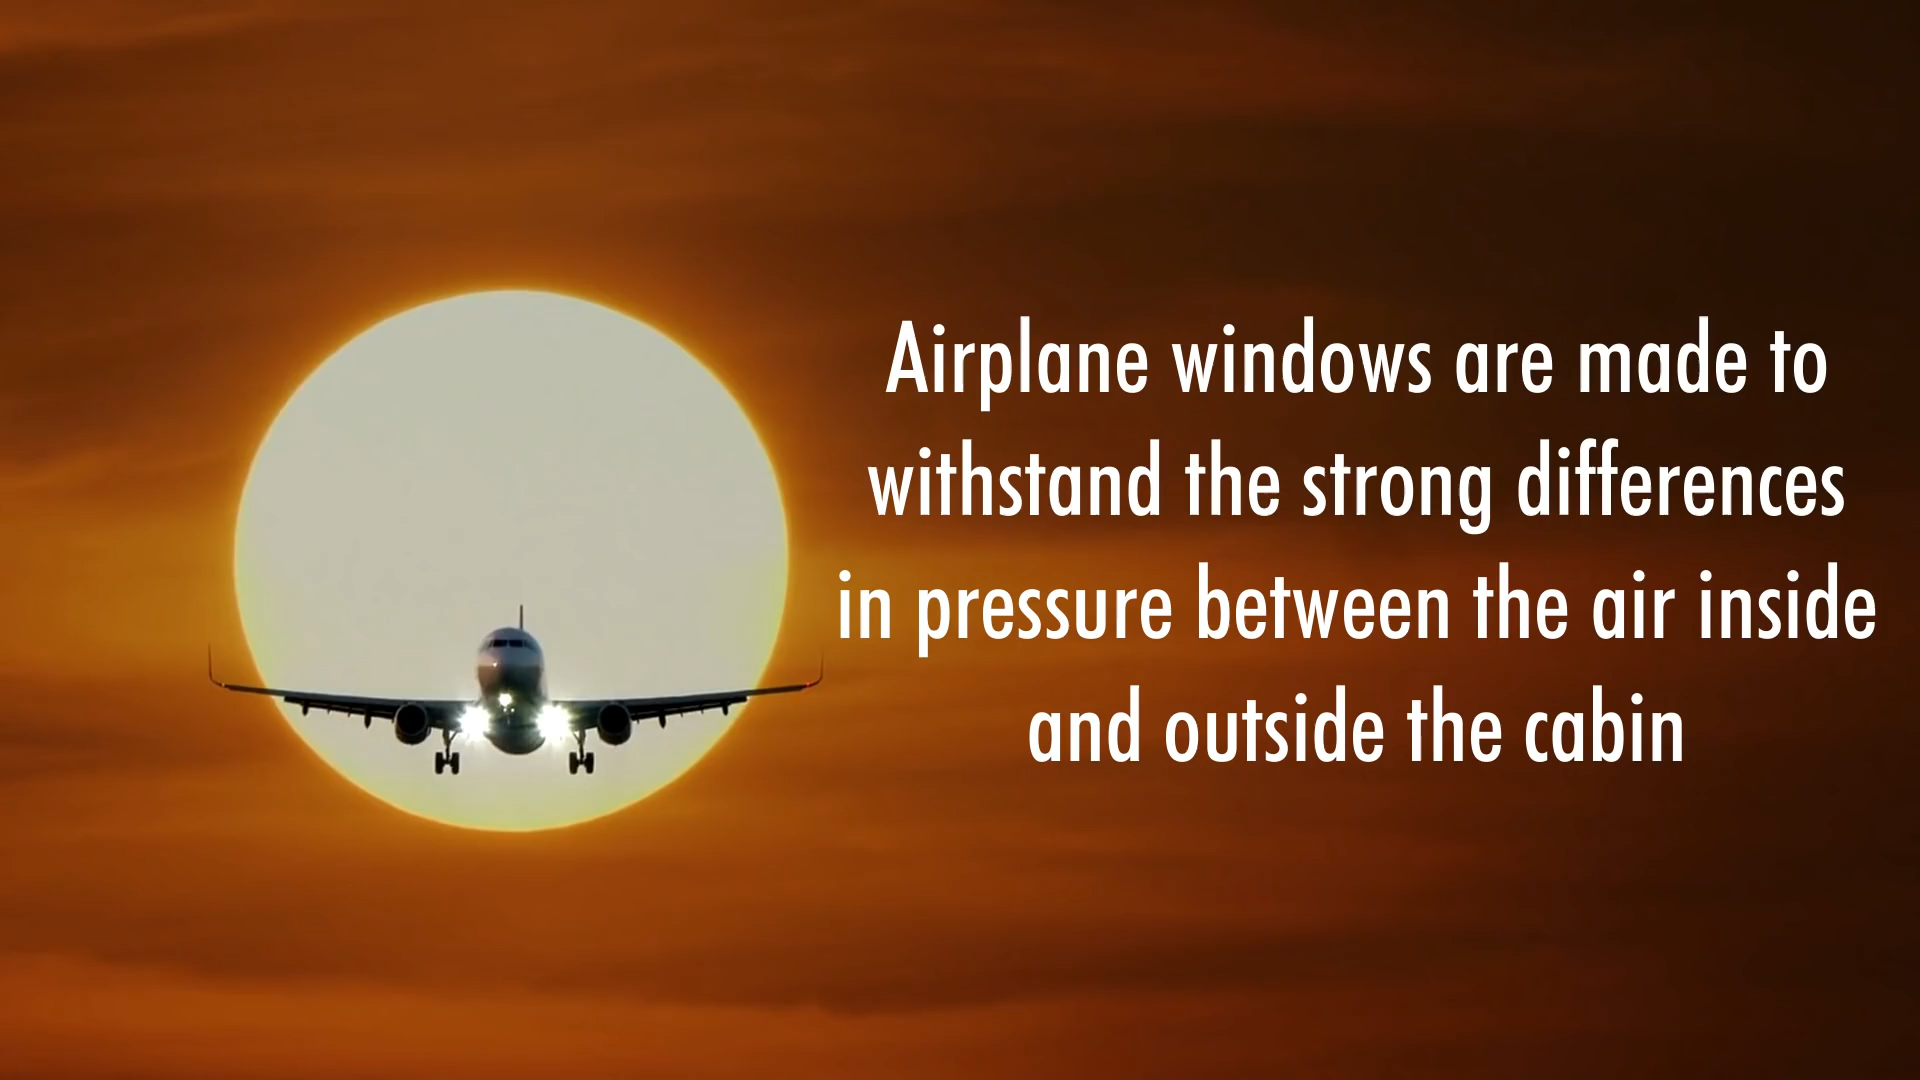 Airplane windows are made to
withstand the strong differences
in pressure between the air inside
and outside the cabin